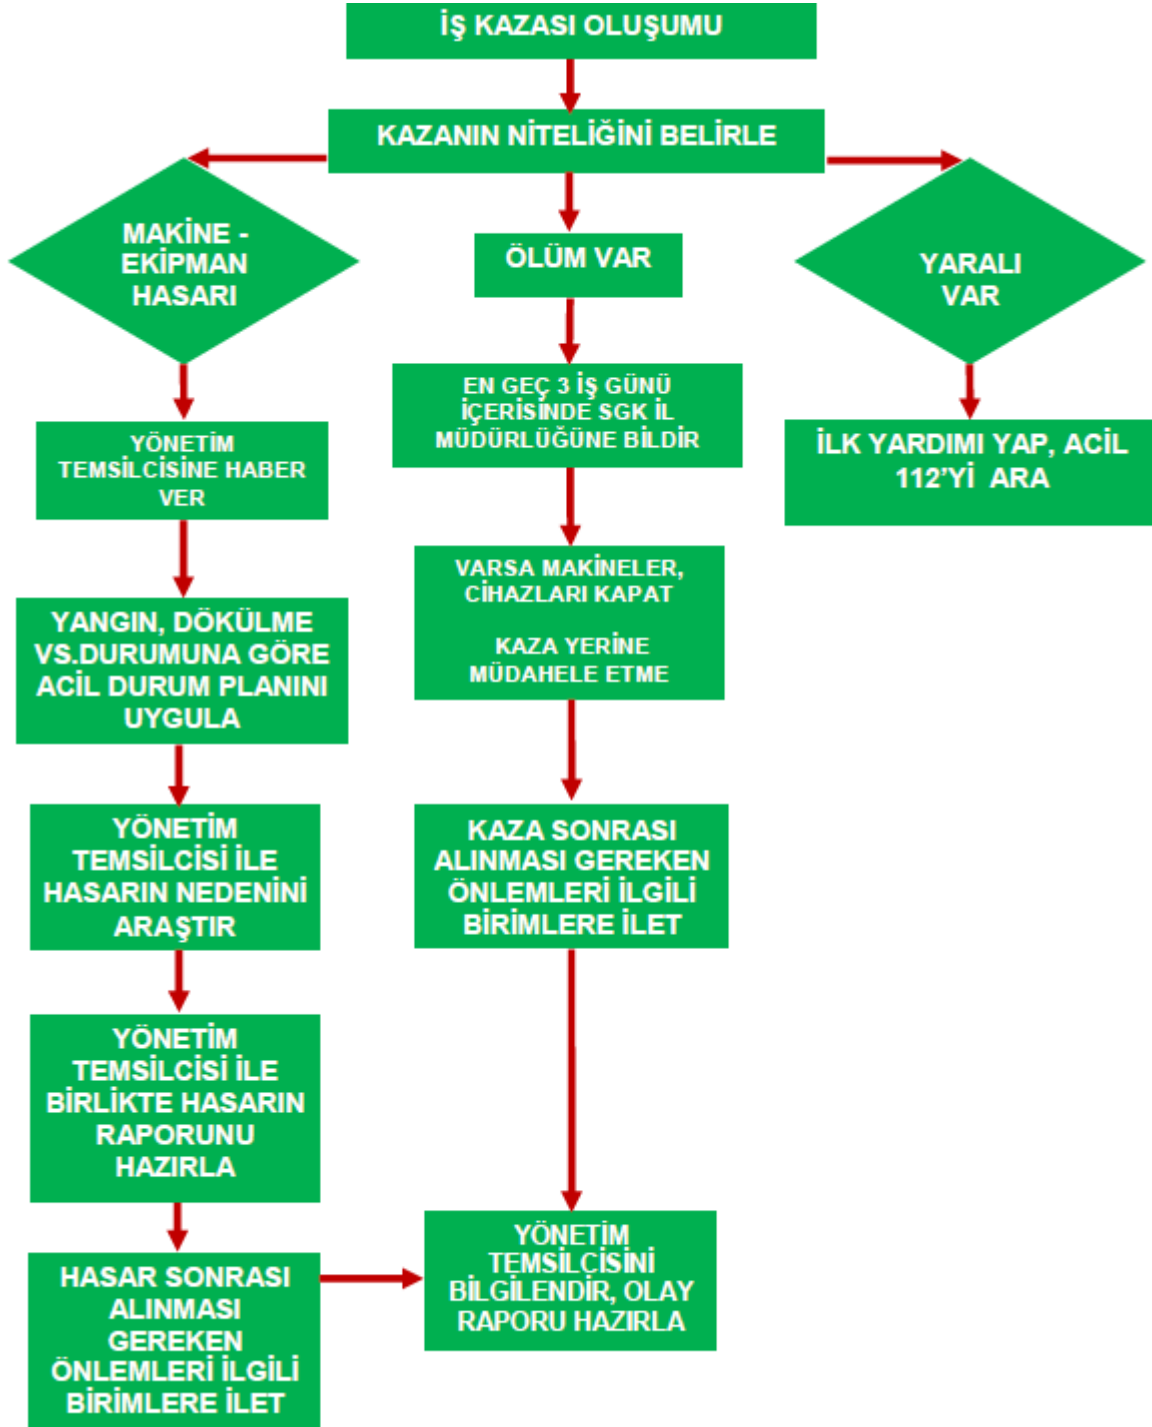 İŞ KAZASI OLUŞUMU
KAZANIN NİTELİĞİNİ BELİRLE
MAKİNE -
EKİPMAN
HASARI
ÖLÜM VAR
YARALI
VAR
EN GEÇ 3 İŞ GÜNÜ
İÇERİSİNDE SGK İL
MÜDÜRLÜĞÜNE BİLDİR
YÖNETİM
TEMSİLCİSİNE HABER
VER
İLK YARDIMI YAP, ACİL
112'Yİ  ARA
VARSA MAKİNELER,
CİHAZLARI KAPAT
KAZA YERİNE
MÜDAHELE ETME
YANGIN, DÖKÜLME
VS.DURUMUNA GÖRE
ACİL DURUM PLANINI
UYGULA
YÖNETİM
TEMSİLCİSİ İLE
HASARIN NEDENİNİ
ARAŞTIR
KAZA SONRASI
ALINMASI GEREKEN
ÖNLEMLERİ İLGİLİ
BİRİMLERE İLET
YÖNETİM
TEMSİLCİSİ İLE
BİRLİKTE HASARIN
RAPORUNU
HAZIRLA
HASAR SONRASI
ALINMASI
GEREKEN
ÖNLEMLERİ İLGİLİ
BİRİMLERE İLET
YÖNETİM
TEMSİLCİSİNİ
BİLGİLENDİR, OLAY
RAPORU HAZIRLA